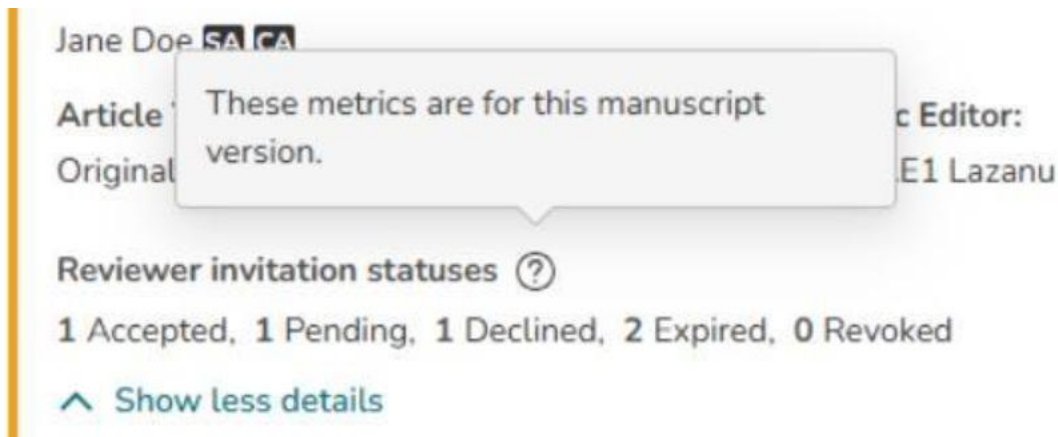 Jane Doe SA CA
These metrics are for this manuscript
version.
Article
c Editor:
Original
E1 Lazanu
Reviewer invitation statuses ?
1 Accepted, 1 Pending, 1 Declined, 2 Expired, 0 Revoked
Show less details